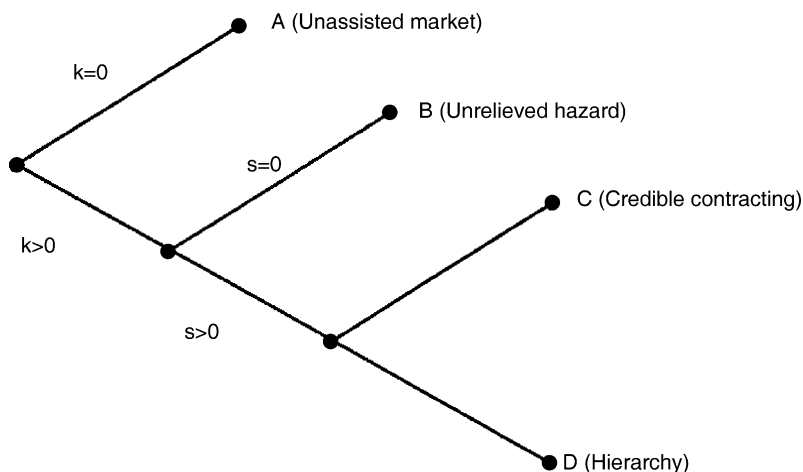 A (Unassisted market)
k=0
B (Unrelieved hazard)
s=0
C (Credible contracting)
k>0
s>0
D (Hierarchy)